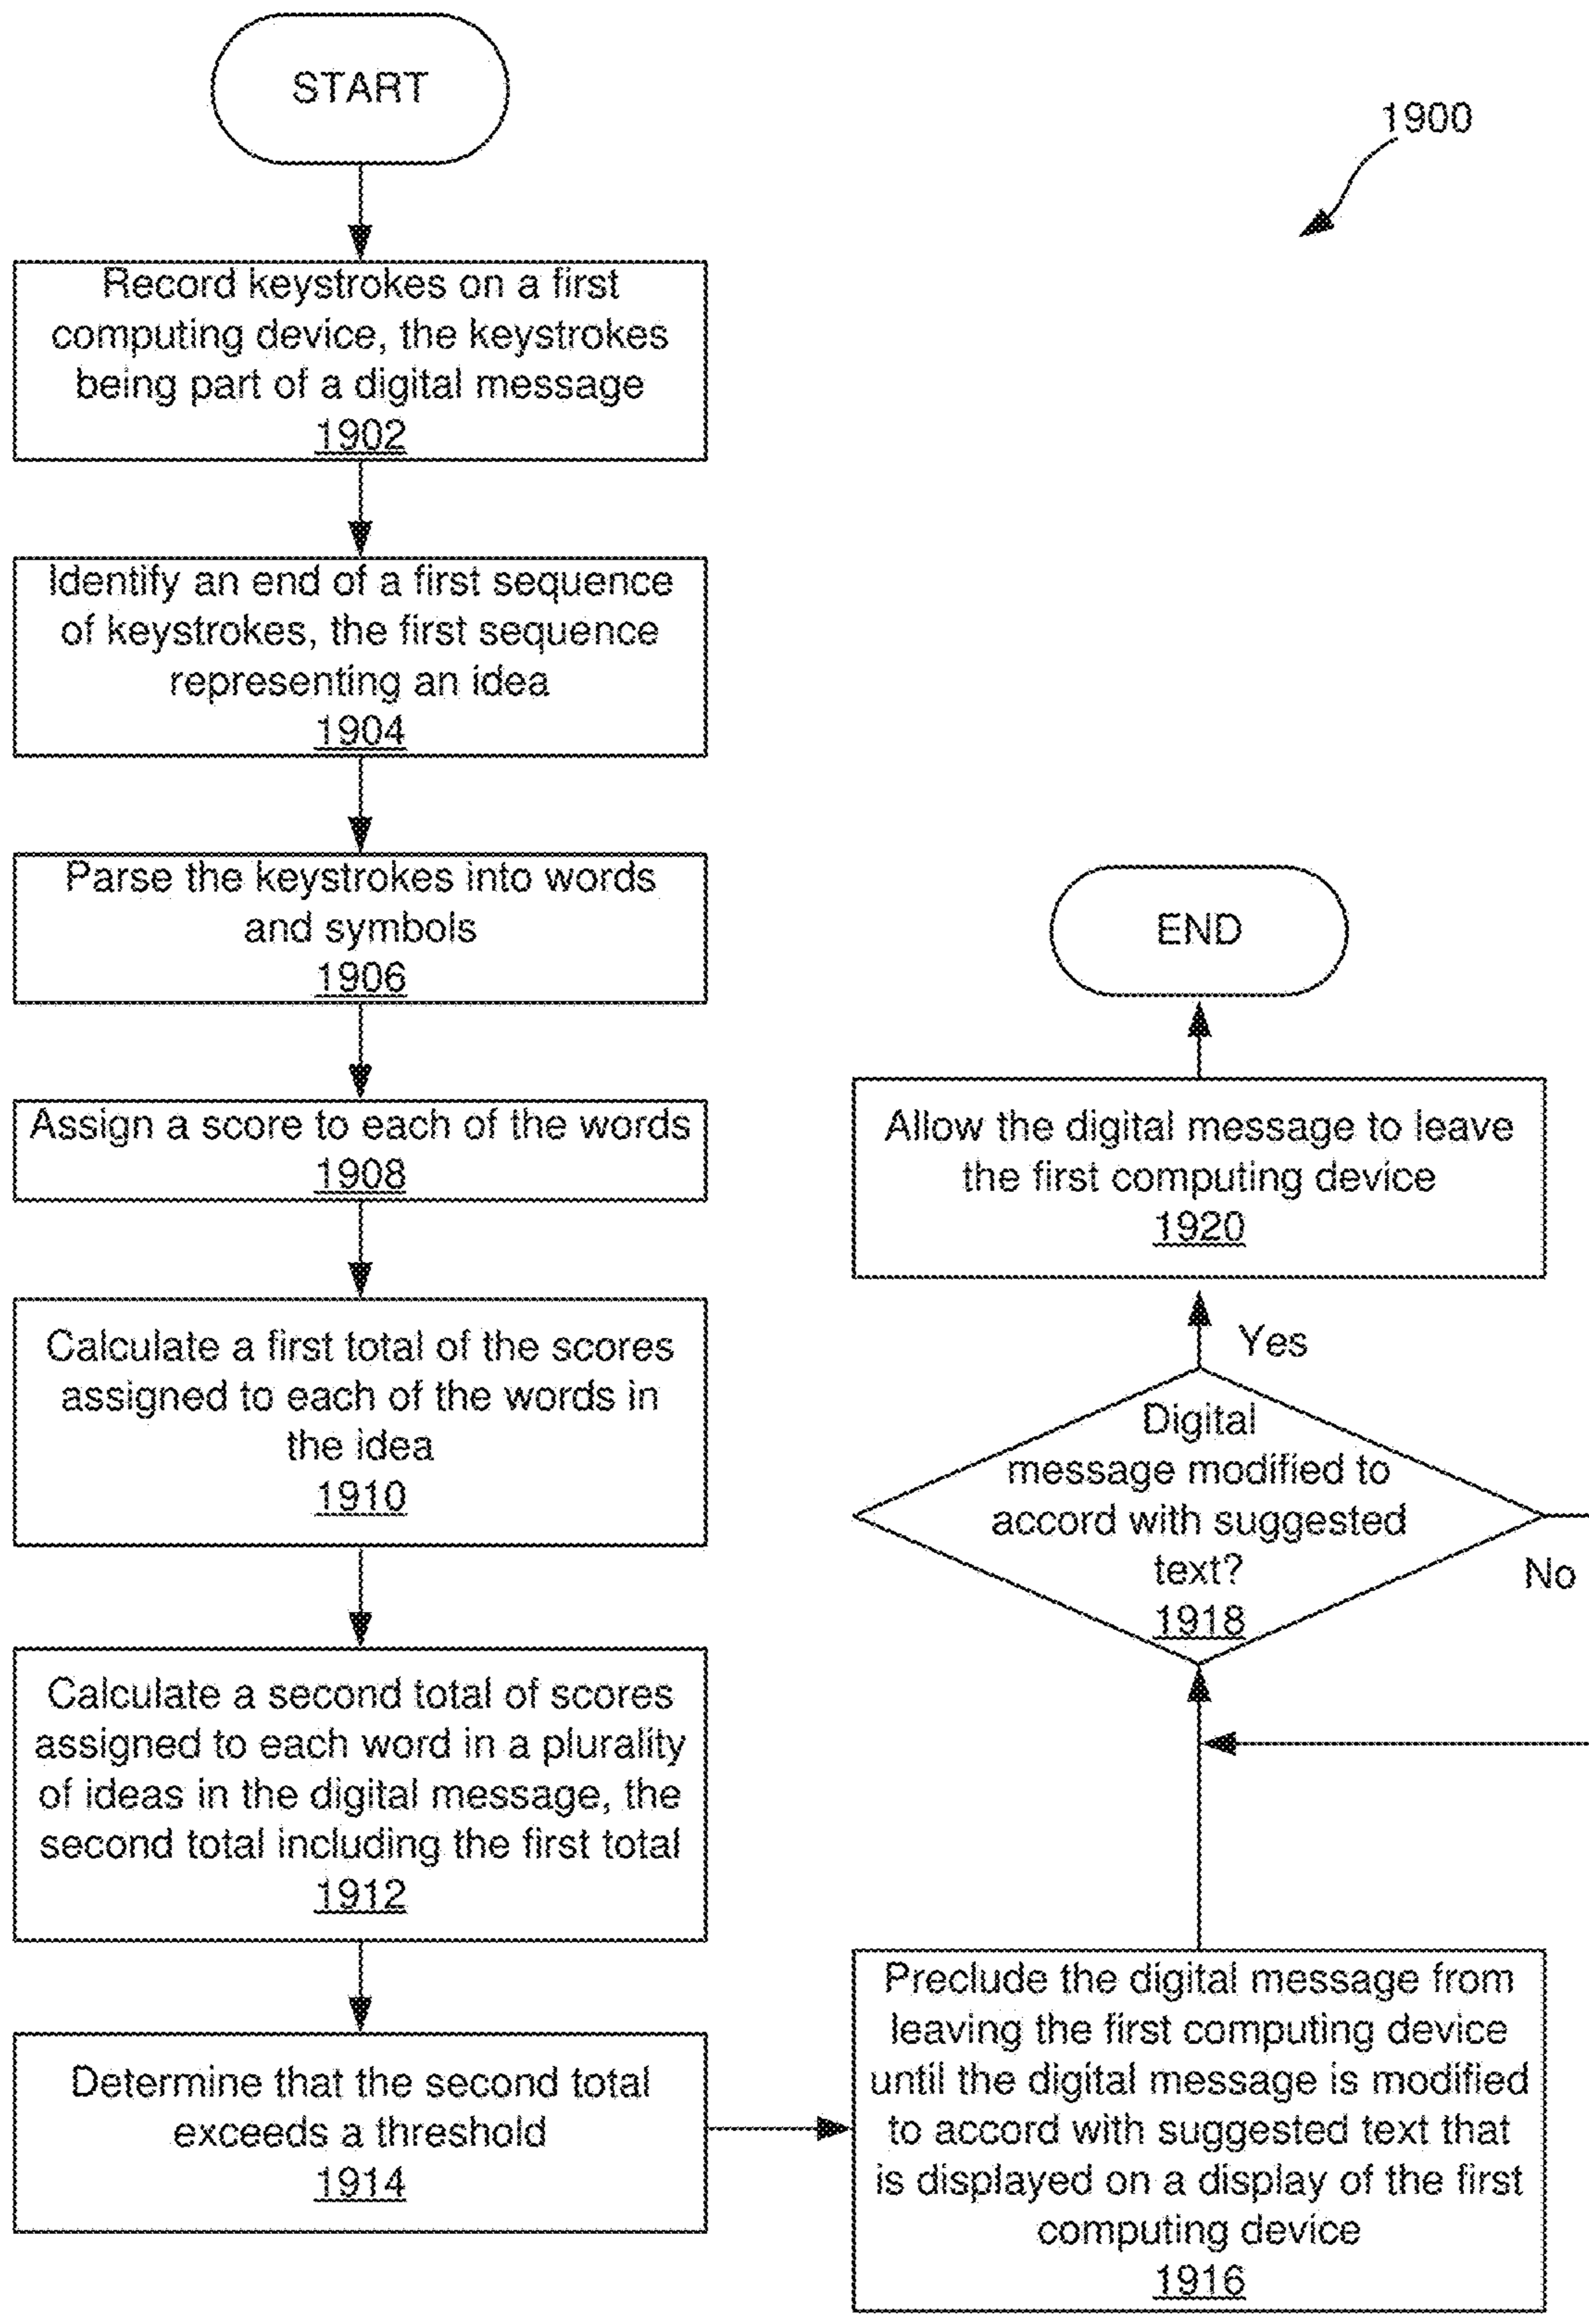 START
1900
Record keystrokes on a first
computing device, the keystrokes
being part of a digital message
1902
Identify an end of a first sequence
of keystrokes, the first sequence
representing an idea
1904
Parse the keystrokes into words
and symbols
1906
Assign a score to each of the words
1908
Calculate a first total of the scores
assigned to each of the words in
the idea
1910
Calculate a second total of scores
assigned to each word in a plurality
of ideas in the digital message, the
second total including the first total
1912
Determine that the second total
exceeds a threshold
1914
Preclude the digital message from
leaving the first computing device
until the digital message is modified
to accord with suggested text that
is displayed on a display of the first
computing device
1916
Digital
message modified to
accord with suggested
text?
1918
No
Yes
Allow the digital message to leave
the first computing device
1920
END